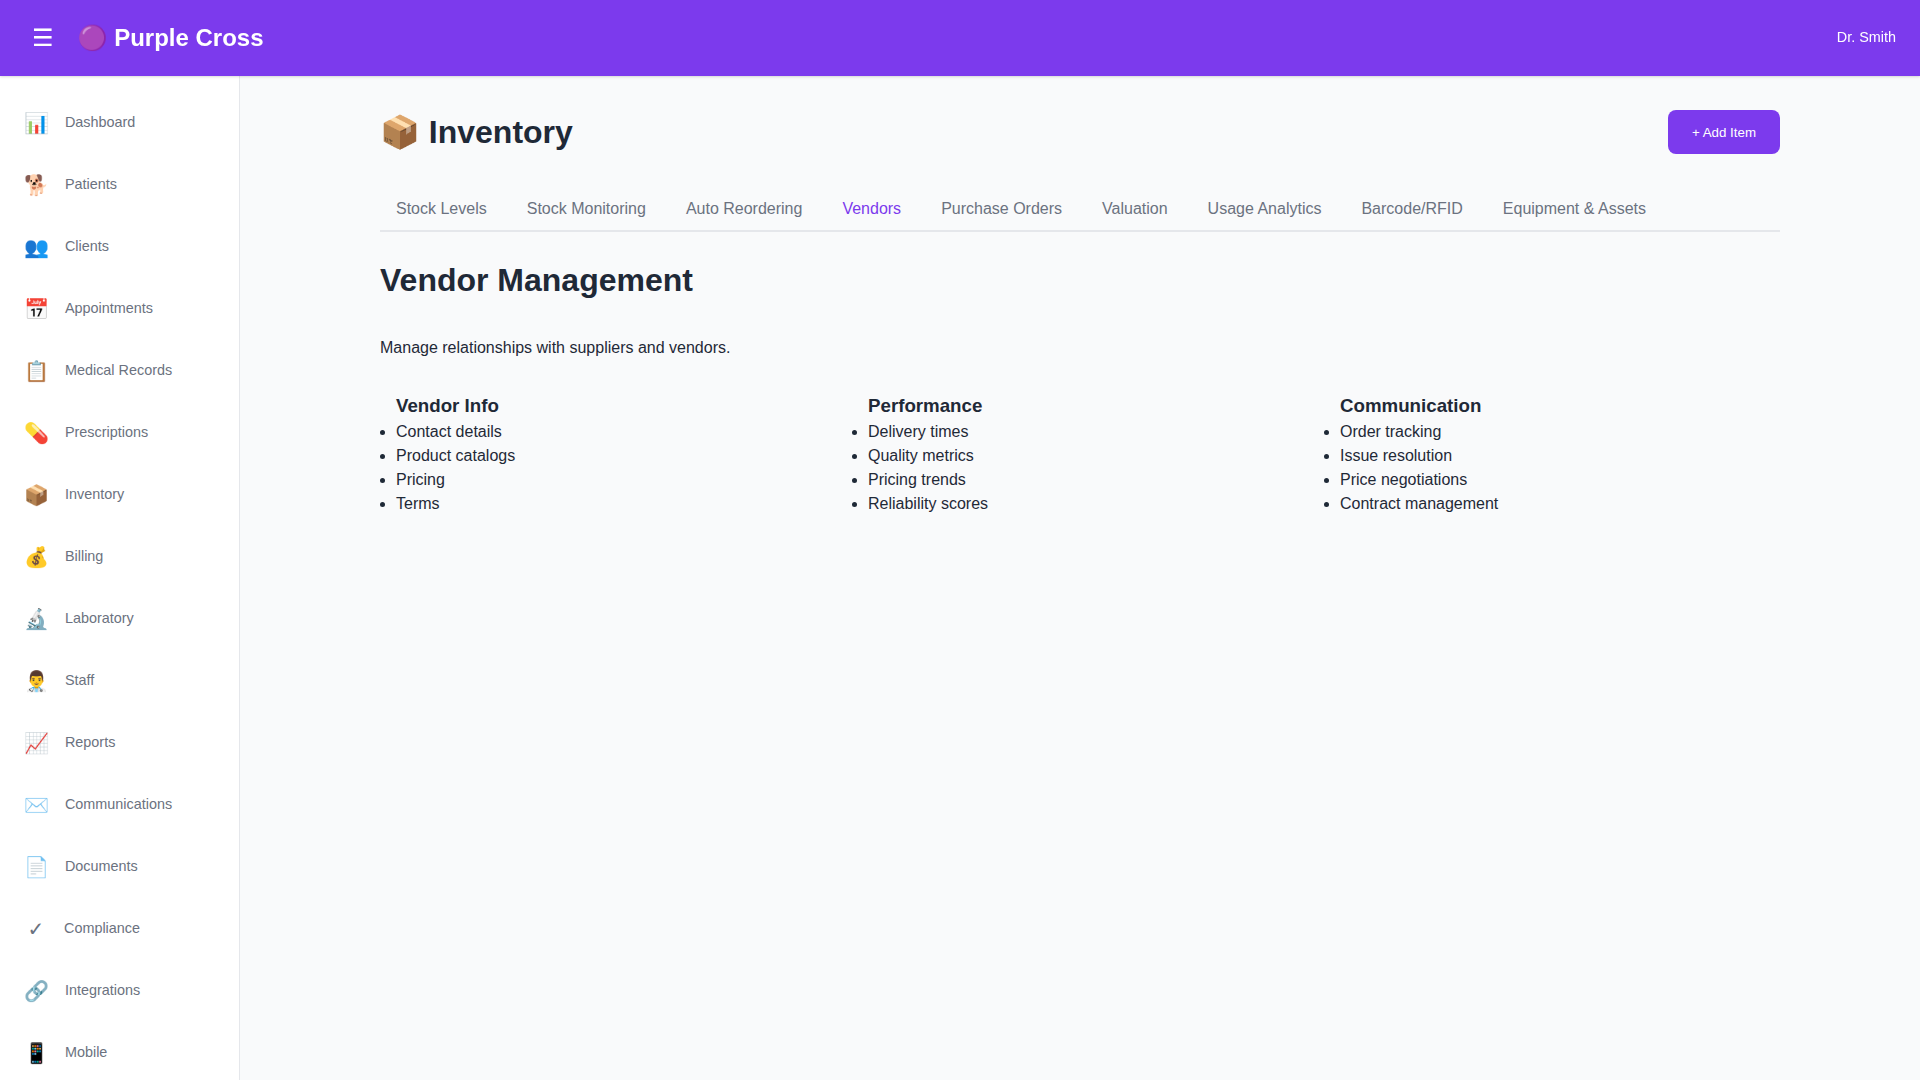 ☰ 🟣 Purple Cross
Dr. Smith
📊 Dashboard
🐕 Patients
👥 Clients
📅 Appointments
📋 Medical Records
💊 Prescriptions
📦 Inventory
💰 Billing
🔬 Laboratory
👨‍⚕️ Staff
📈 Reports
✉️ Communications
📄 Documents
✓ Compliance
🔗 Integrations
📱 Mobile
📦 Inventory
+ Add Item
Stock Levels Stock Monitoring Auto Reordering Vendors Purchase Orders Valuation Usage Analytics Barcode/RFID Equipment & Assets
Vendor Management
Manage relationships with suppliers and vendors.
Vendor Info
• Contact details
• Product catalogs
• Pricing
• Terms
Performance
• Delivery times
• Quality metrics
• Pricing trends
• Reliability scores
Communication
• Order tracking
• Issue resolution
• Price negotiations
• Contract management